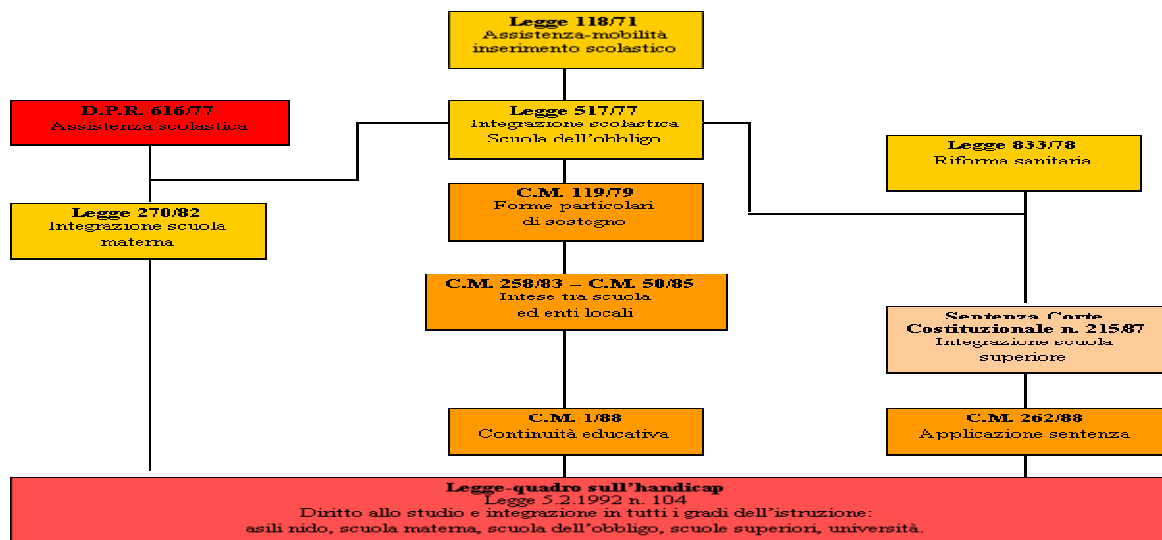 Legge 118/71
Assistenza-mobilità
inserimento scolastico
D.P.R. 616/77
Assistenza scolastica
Legge 517/77
Integrazione scolastica
Scuola dell'obbligo
Legge 833/78
Riforma sanitaria
C.M. 119/79
Forme particolari
di sostegno
Legge 270/82
Integrazione scuola
materna
C.M. 258/83 – C.M. 50/85
Intese tra scuola
ed enti locali
Sentenza Corte
Costituzionale n. 215/87
Integrazione scuola
superiore
C.M. 1/88
Continuità educativa
C.M. 262/88
Applicazione sentenza
Legge-quadro sull'handicap
Legge 5.2.1992 n. 104
Diritto allo studio e integrazione in tutti i gradi dell'istruzione:
asili nido, scuola materna, scuola dell'obbligo, scuole superiori, università.